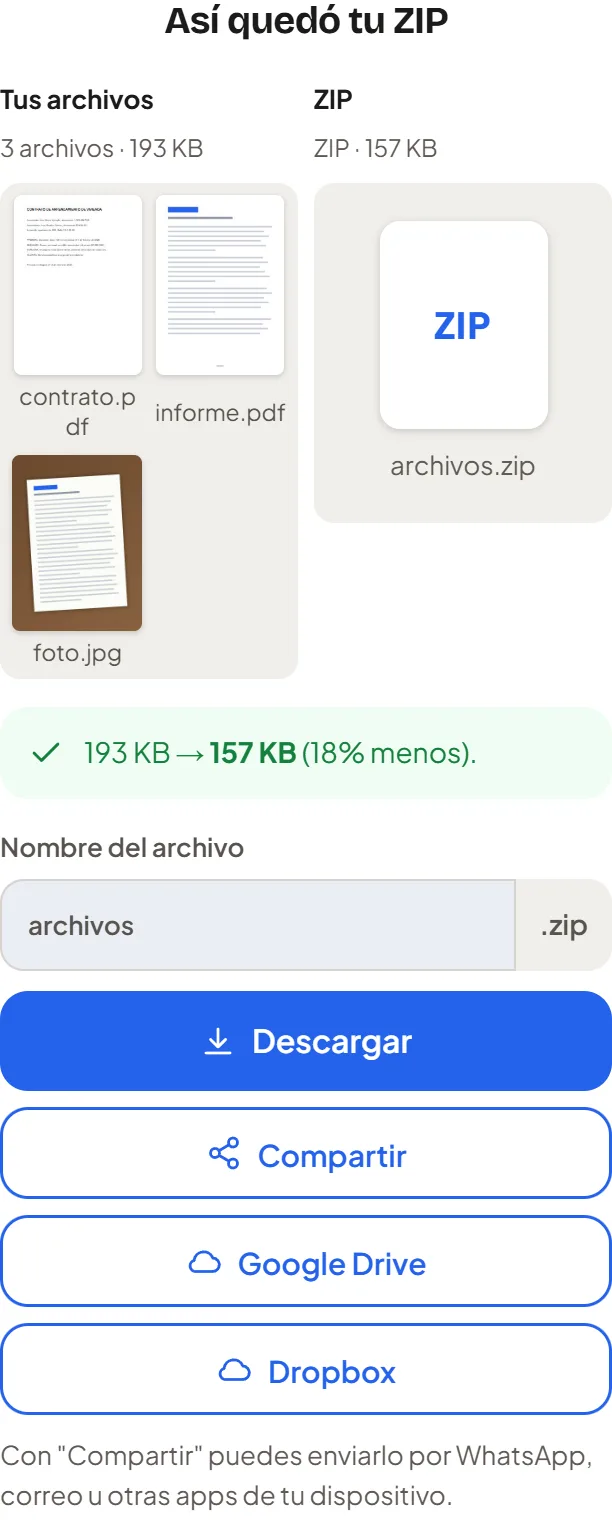 Así quedó tu ZIP
Tus archivos
3 archivos · 193 KB
ZIP
ZIP · 157 KB
contrato.p
df
informe.pdf
foto.jpg
ZIP
archivos.zip
193 KB → 157 KB (18% menos).
Nombre del archivo
archivos
.zip
Descargar
Compartir
Google Drive
Dropbox
Con "Compartir" puedes enviarlo por WhatsApp,
correo u otras apps de tu dispositivo.